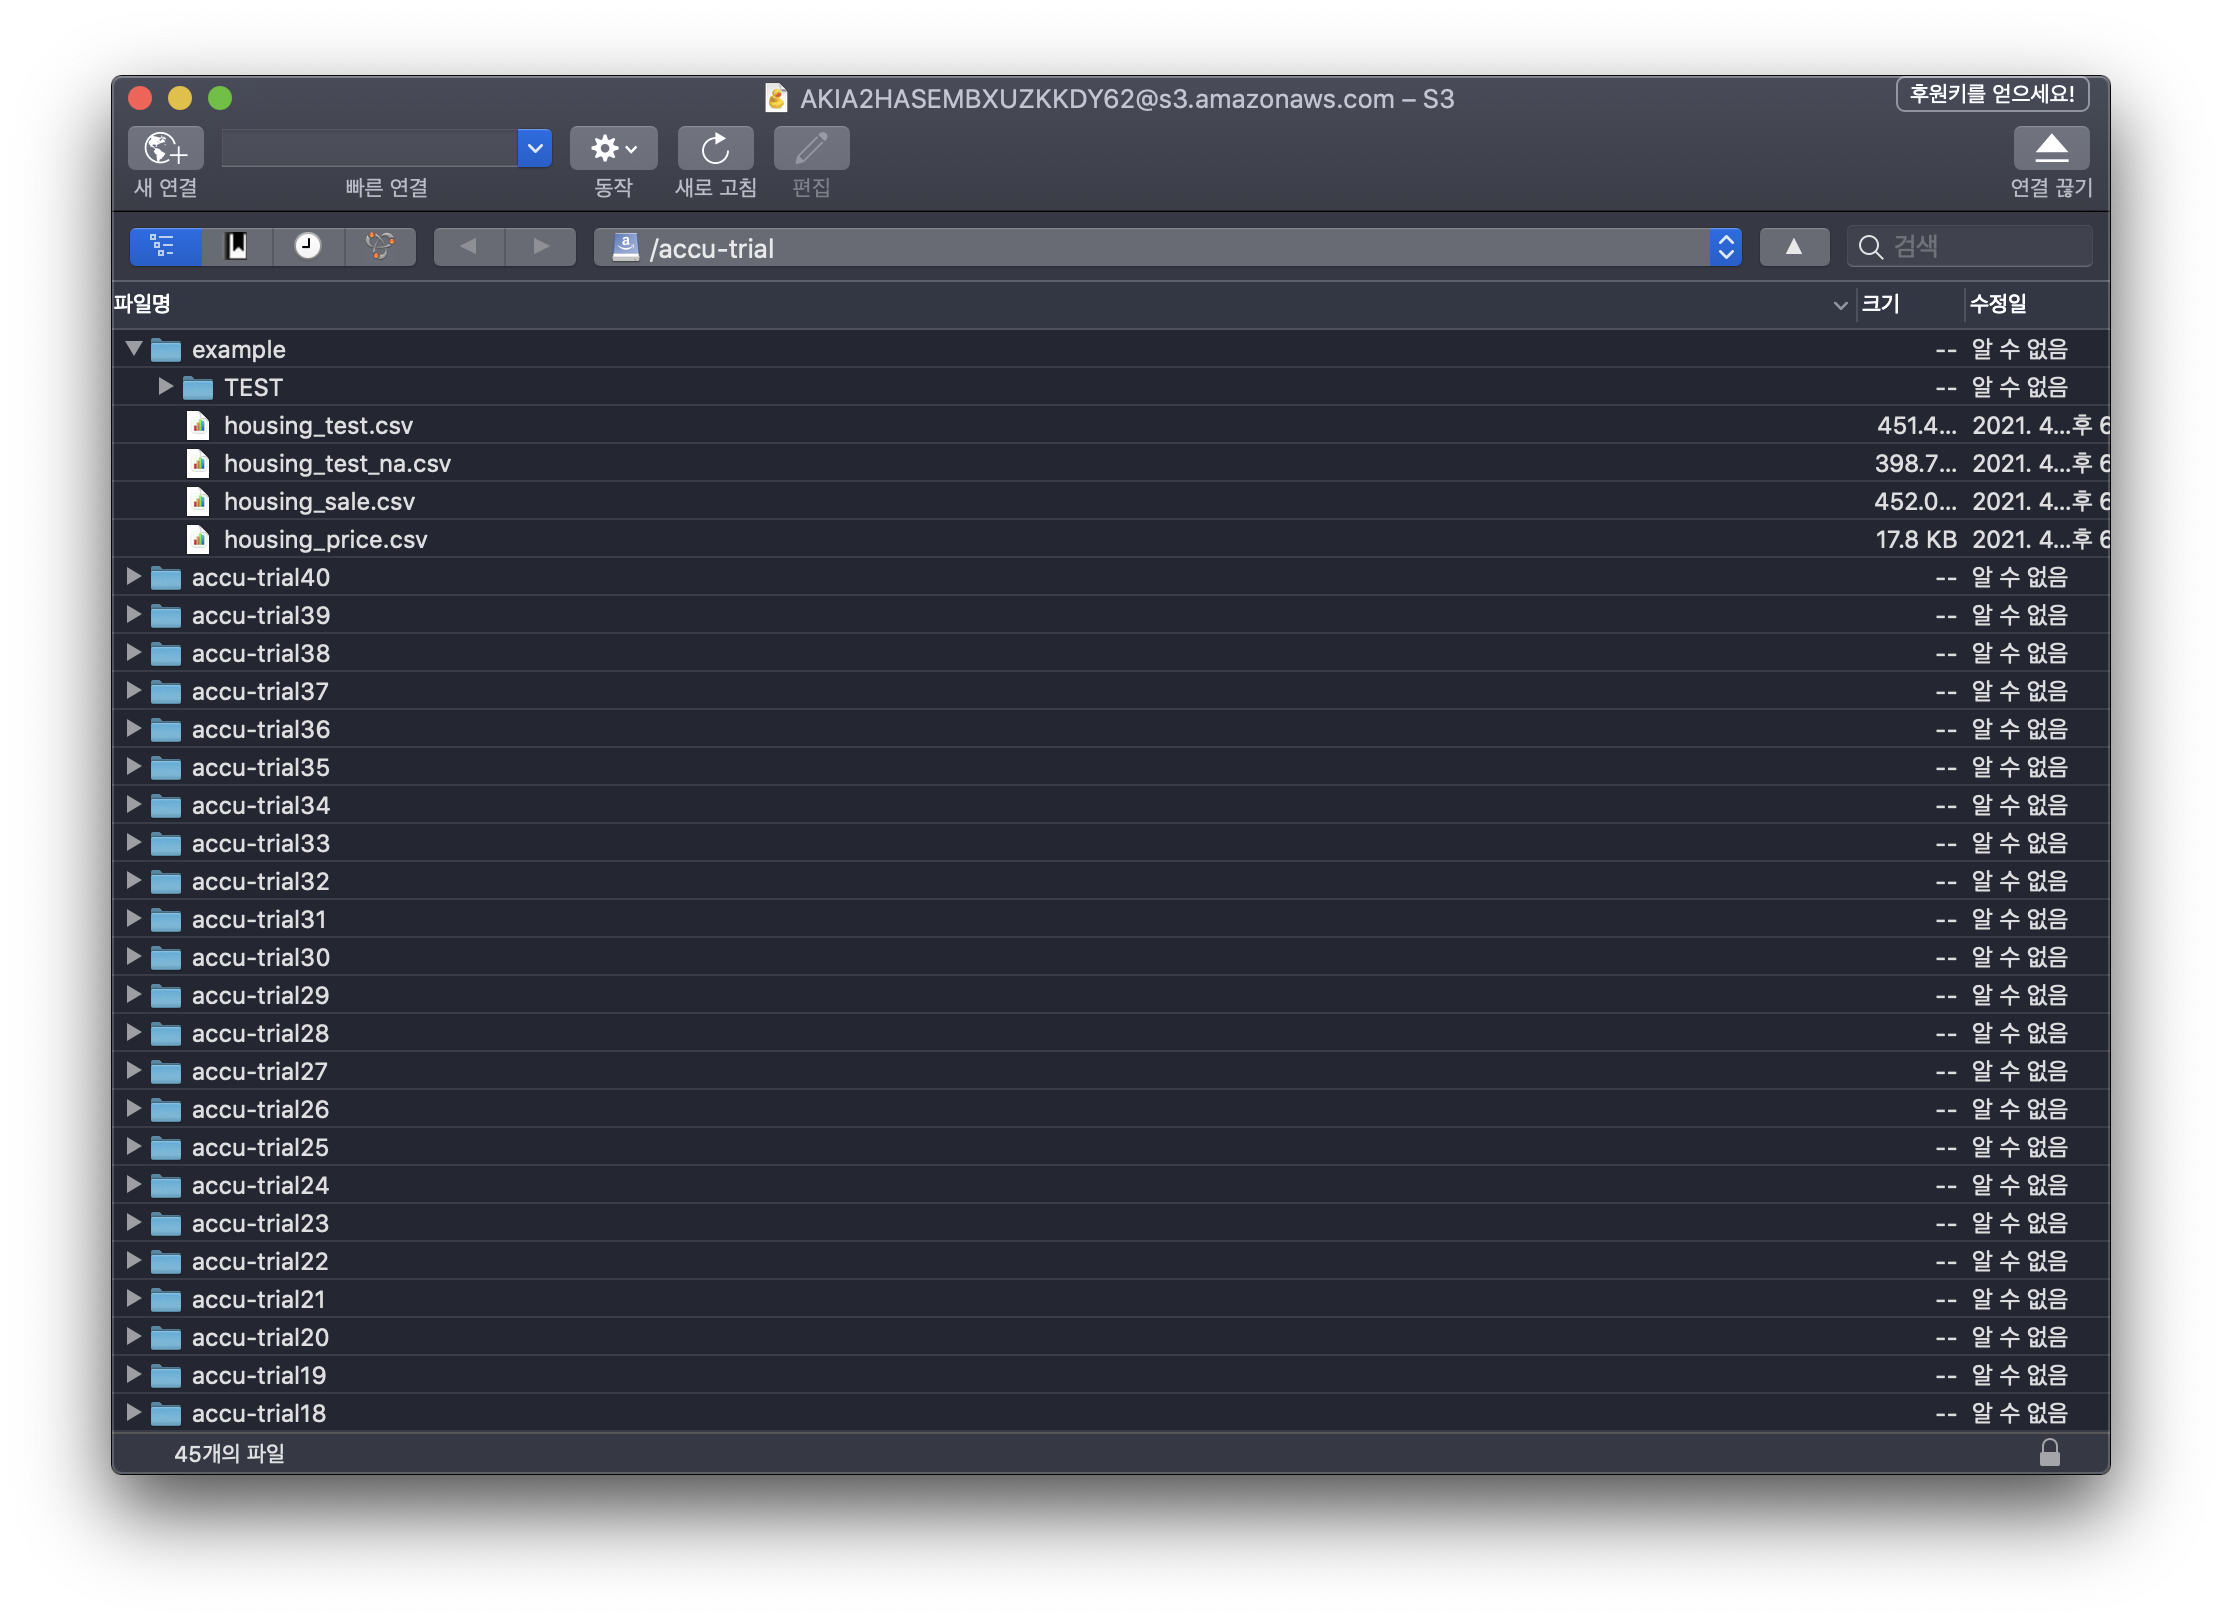 AKIA2HASEMBXUZKKDY62@s3.amazonaws.com – S3
후원키를 얻으세요!
새 연결
빠른 연결
동작
새로 고침
편집
연결 끊기
/accu-trial
검색
파일명 크기 수정일
example -- 알 수 없음
TEST -- 알 수 없음
housing_test.csv 451.4... 2021. 4...후 6
housing_test_na.csv 398.7... 2021. 4...후 6
housing_sale.csv 452.0... 2021. 4...후 6
housing_price.csv 17.8 KB 2021. 4...후 6
accu-trial40 -- 알 수 없음
accu-trial39 -- 알 수 없음
accu-trial38 -- 알 수 없음
accu-trial37 -- 알 수 없음
accu-trial36 -- 알 수 없음
accu-trial35 -- 알 수 없음
accu-trial34 -- 알 수 없음
accu-trial33 -- 알 수 없음
accu-trial32 -- 알 수 없음
accu-trial31 -- 알 수 없음
accu-trial30 -- 알 수 없음
accu-trial29 -- 알 수 없음
accu-trial28 -- 알 수 없음
accu-trial27 -- 알 수 없음
accu-trial26 -- 알 수 없음
accu-trial25 -- 알 수 없음
accu-trial24 -- 알 수 없음
accu-trial23 -- 알 수 없음
accu-trial22 -- 알 수 없음
accu-trial21 -- 알 수 없음
accu-trial20 -- 알 수 없음
accu-trial19 -- 알 수 없음
accu-trial18 -- 알 수 없음
45개의 파일